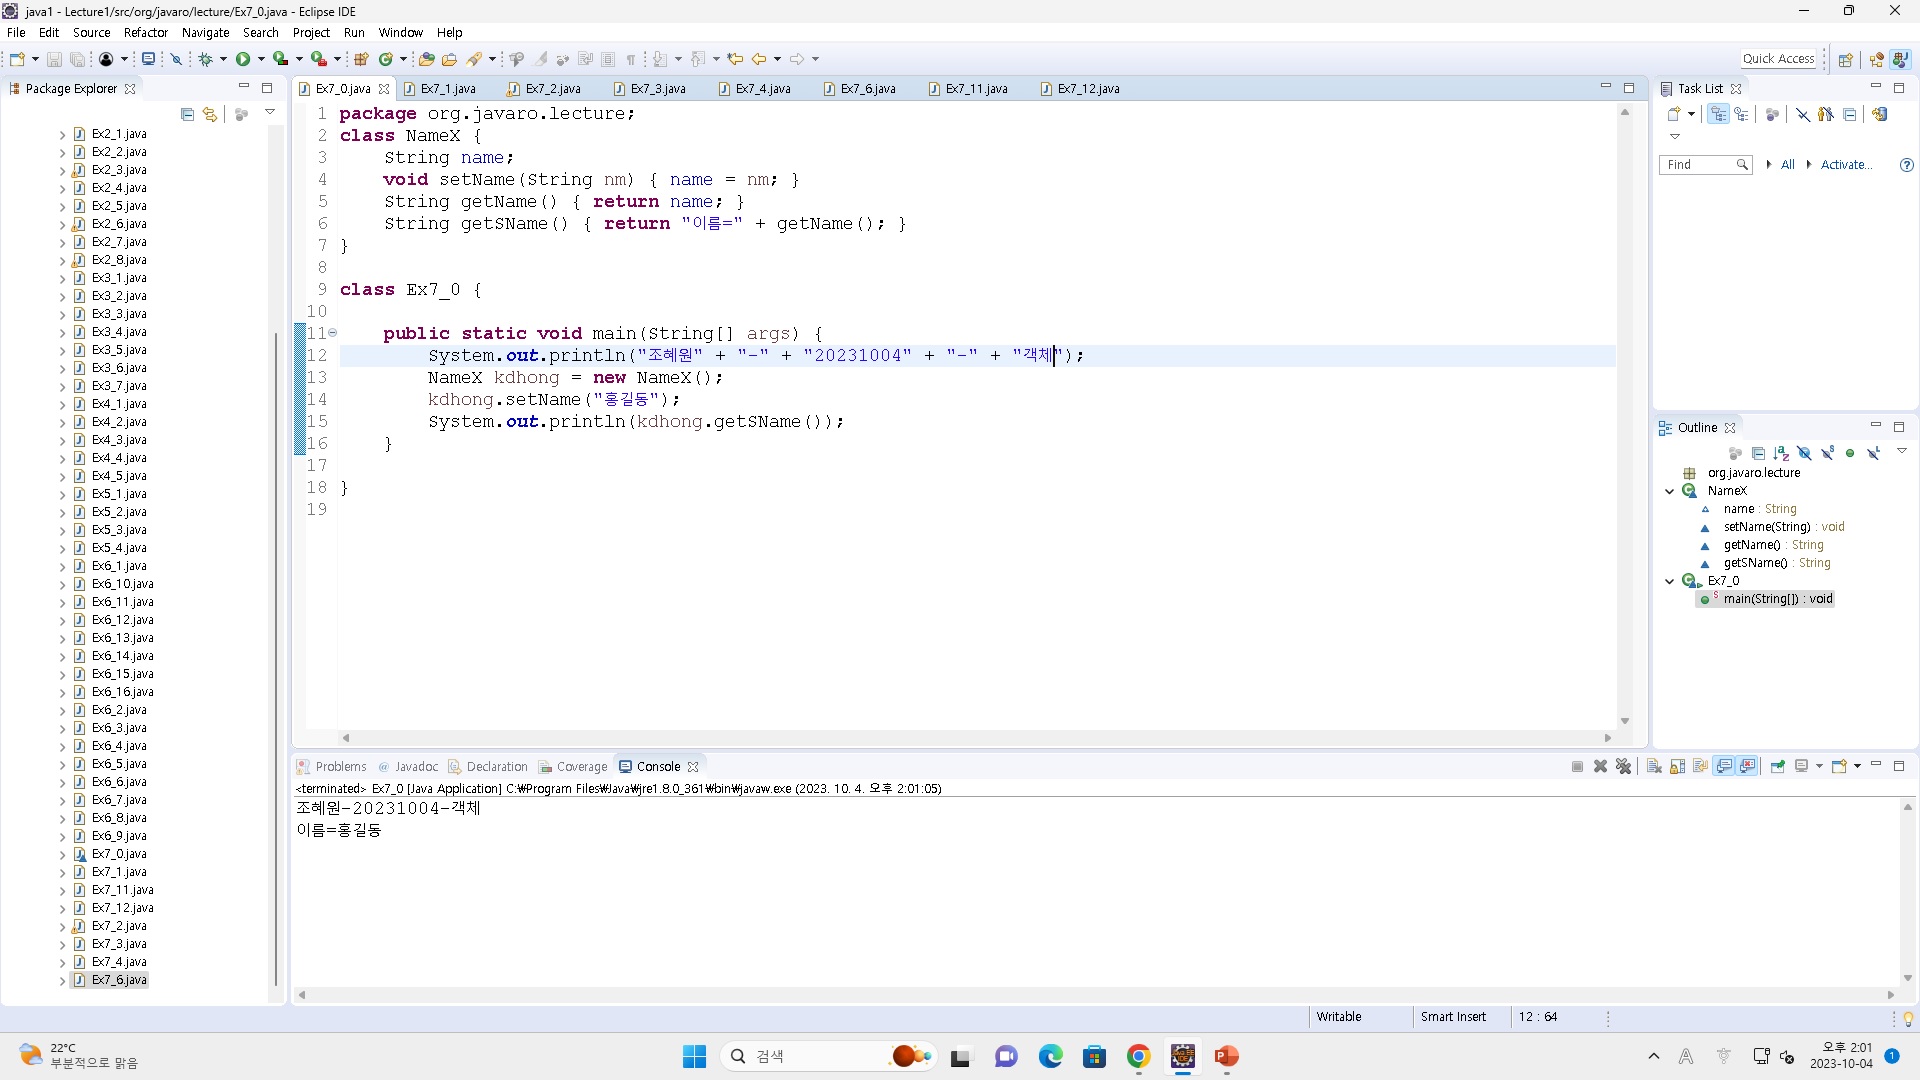 java1 - Lecture1/src/org/javaro/lecture/Ex7_0.java - Eclipse IDE
File Edit Source Refactor Navigate Search Project Run Window Help
Quick Access
Package Explorer
Ex2_1.java
Ex2_2.java
Ex2_3.java
Ex2_4.java
Ex2_5.java
Ex2_6.java
Ex2_7.java
Ex2_8.java
Ex3_1.java
Ex3_2.java
Ex3_3.java
Ex3_4.java
Ex3_5.java
Ex3_6.java
Ex3_7.java
Ex4_1.java
Ex4_2.java
Ex4_3.java
Ex4_4.java
Ex4_5.java
Ex5_1.java
Ex5_2.java
Ex5_3.java
Ex5_4.java
Ex6_1.java
Ex6_10.java
Ex6_11.java
Ex6_12.java
Ex6_13.java
Ex6_14.java
Ex6_15.java
Ex6_16.java
Ex6_2.java
Ex6_3.java
Ex6_4.java
Ex6_5.java
Ex6_6.java
Ex6_7.java
Ex6_8.java
Ex6_9.java
Ex7_0.java
Ex7_1.java
Ex7_11.java
Ex7_12.java
Ex7_2.java
Ex7_3.java
Ex7_4.java
Ex7_6.java
Ex7_0.java Ex7_1.java Ex7_2.java Ex7_3.java Ex7_4.java Ex7_6.java Ex7_11.java Ex7_12.java
1 package org.javaro.lecture;
2 class NameX {
3 String name;
4 void setName(String nm) { name = nm; }
5 String getName() { return name; }
6 String getSName() { return "이름=" + getName(); }
7 }
8
9 class Ex7_0 {
10
11 public static void main(String[] args) {
12 System.out.println("조혜원" + "-" + "20231004" + "-" + "객체");
13 NameX kdhong = new NameX();
14 kdhong.setName("홍길동");
15 System.out.println(kdhong.getSName());
16 }
17
18 }
19
Task List
Find All Activate...
Outline
org.javaro.lecture
NameX
name : String
setName(String) : void
getName() : String
getSName() : String
Ex7_0
main(String[]) : void
Problems Javadoc Declaration Coverage Console
<terminated> Ex7_0 [Java Application] C:₩Program Files₩Java₩jre1.8.0_361₩bin₩javaw.exe (2023. 10. 4. 오후 2:01:05)
조혜원-20231004-객체
이름=홍길동
Writable Smart Insert 12 : 64
22°C
부분적으로 맑음
검색
오후 2:01
2023-10-04
1